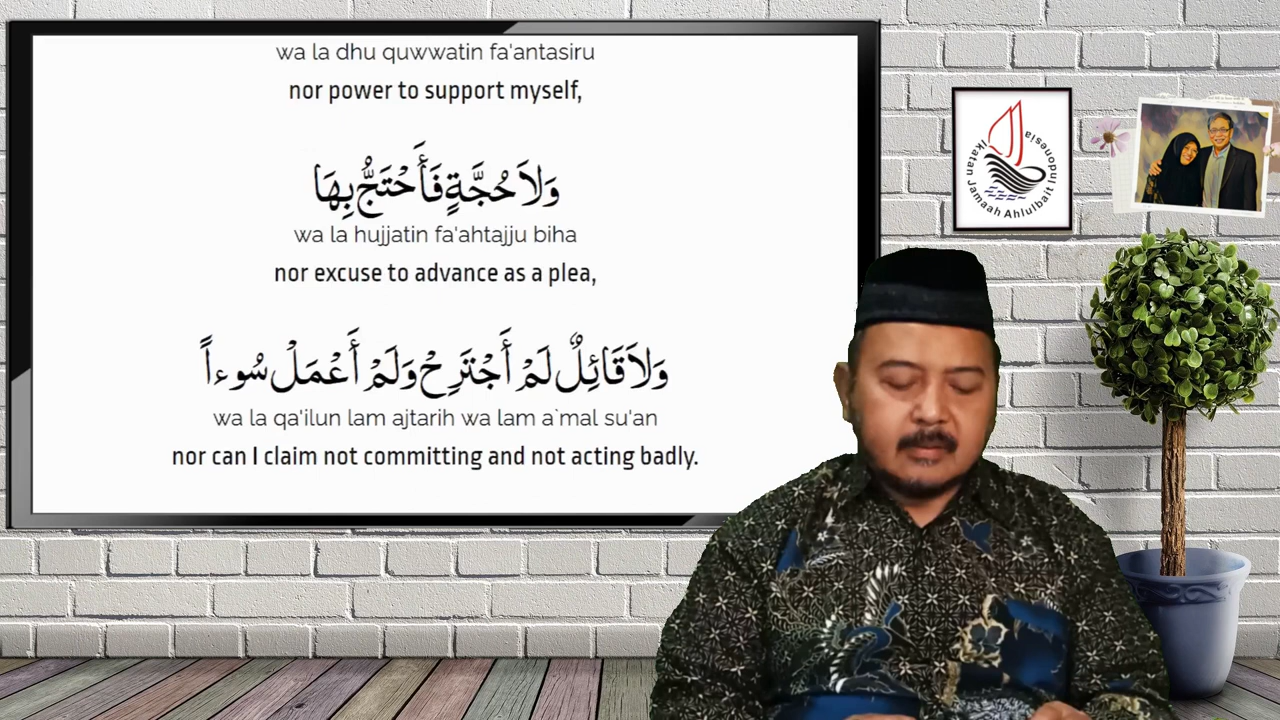 wa la dhu quwwatin fa'antasiru
nor power to support myself,
وَلاَ حُجَّةٍ فَأَحْتَجُّ بِهَا
wa la hujjatin fa'ahtajju biha
nor excuse to advance as a plea,
وَلاَ قَائِلٌ لَمْ أَجْتَرِحْ وَلَمْ أَعْمَلْ سُوءاً
wa la qa'ilun lam ajtarih wa lam a`mal su'an
nor can I claim not committing and not acting badly.
Ikatan Jamaah Ahlulbait Indonesia